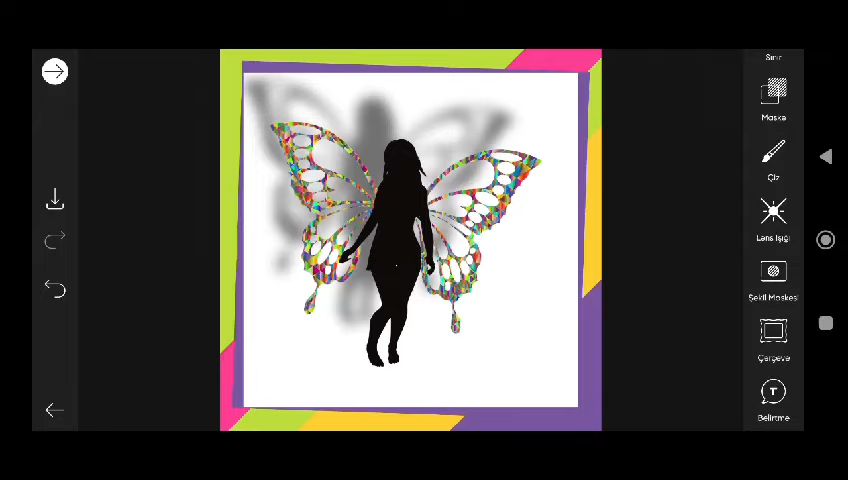 Sınır
Maske
Çiz
Lens Işığı
Şekil Maskesi
Çerçeve
T
Belirtme